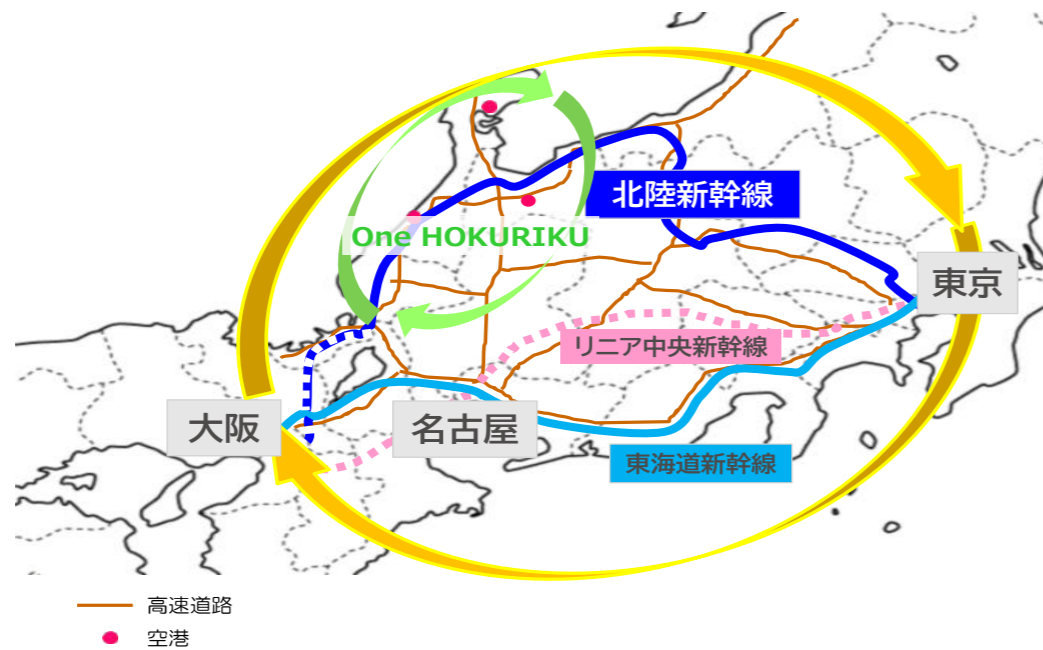 北陸新幹線
One HOKURIKU
東京
リニア中央新幹線
大阪
名古屋
東海道新幹線
高速道路
空港